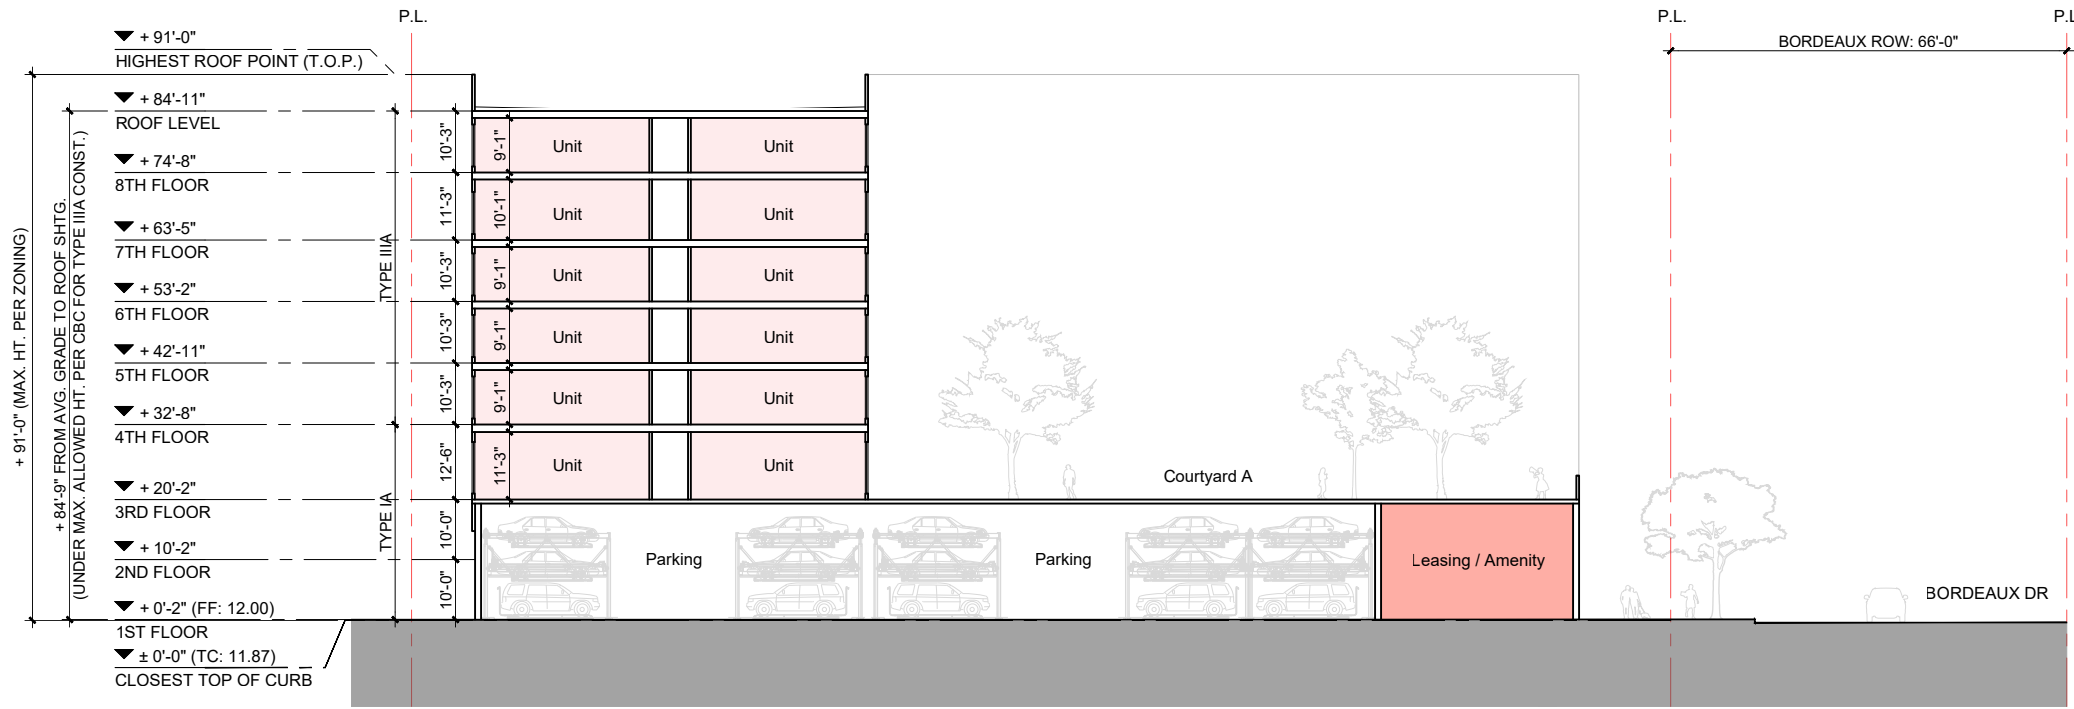 P.L.
P.L.
P.L
BORDEAUX ROW: 66'-0"
+ 91'-0"
HIGHEST ROOF POINT (T.O.P.)
+ 84'-11"
ROOF LEVEL
+ 74'-8"
8TH FLOOR
+ 63'-5"
7TH FLOOR
+ 53'-2"
6TH FLOOR
+ 42'-11"
5TH FLOOR
+ 32'-8"
4TH FLOOR
+ 20'-2"
3RD FLOOR
+ 10'-2"
2ND FLOOR
+ 0'-2" (FF: 12.00)
1ST FLOOR
± 0'-0" (TC: 11.87)
CLOSEST TOP OF CURB
+ 91'-0" (MAX. HT. PER ZONING)
+ 84'-9" FROM AVG. GRADE TO ROOF SHTG.
(UNDER MAX. ALLOWED HT. PER CBC FOR TYPE IIIA CONST.)
TYPE IIIA
TYPE IA
10'-3"
11'-3"
10'-3"
10'-3"
10'-3"
12'-6"
10'-0"
10'-0"
9'-1"
10'-1"
9'-1"
9'-1"
9'-1"
11'-3"
Unit Unit
Unit Unit
Unit Unit
Unit Unit
Unit Unit
Unit Unit
Courtyard A
Parking
Parking
Leasing / Amenity
BORDEAUX DR